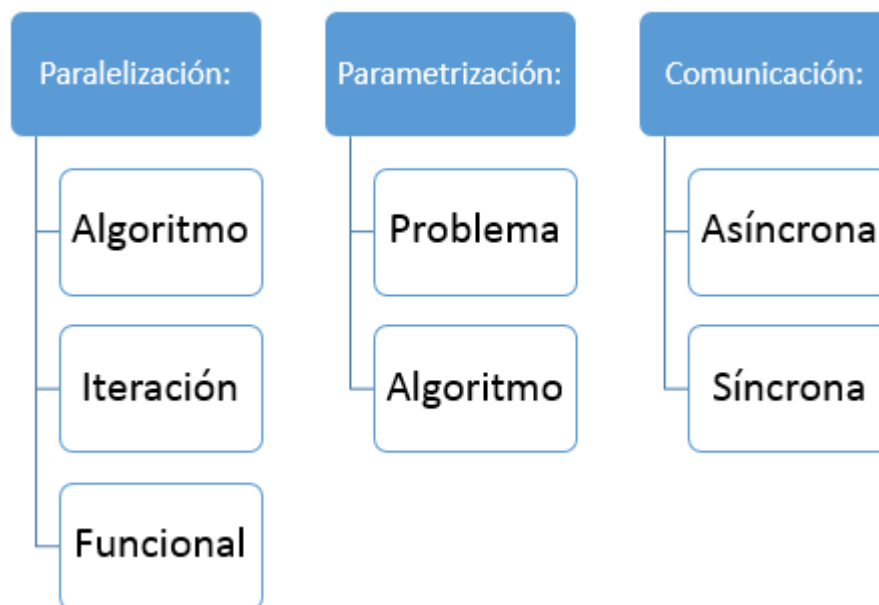 Paralelización:
Algoritmo
Iteración
Funcional
Parametrización:
Problema
Algoritmo
Comunicación:
Asíncrona
Síncrona